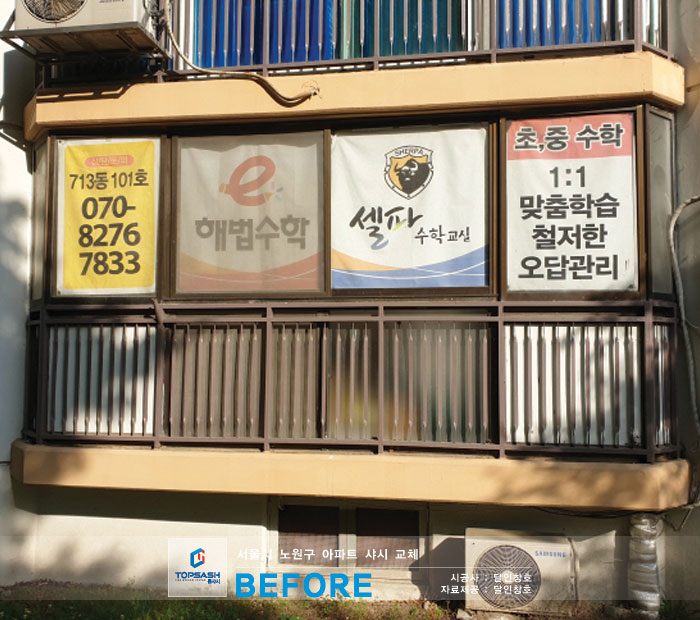 713동 101호
070-
8276
7833
e
해법수학
SHERPA
셀파 수학교실
초,중 수학
1:1
맞춤학습
철저한
오답관리
SAMSUNG
TOPSASH
톱샤시
서울시 노원구 아파트 샤시 교체
BEFORE
시공사 : 달인창호
자료제공 : 달인창호